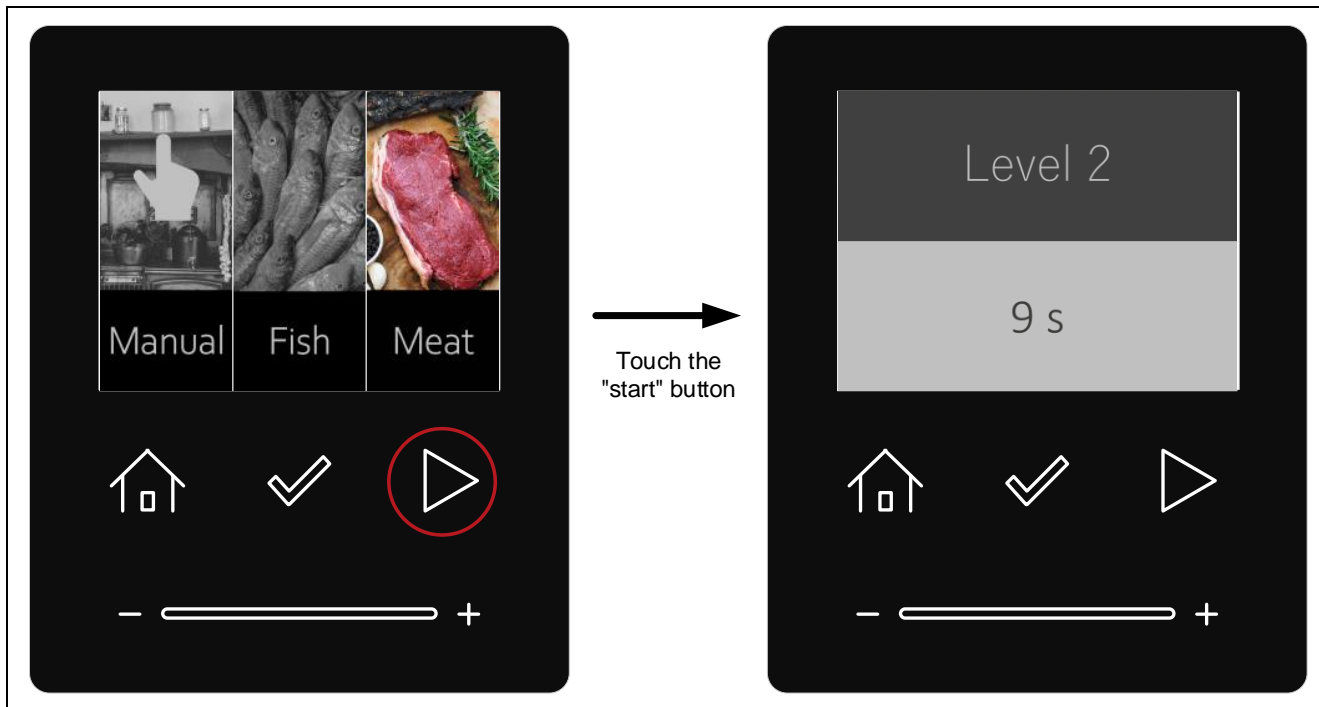 Manual Fish Meat
Touch the
"start" button
Level 2
9 s
- +
- +